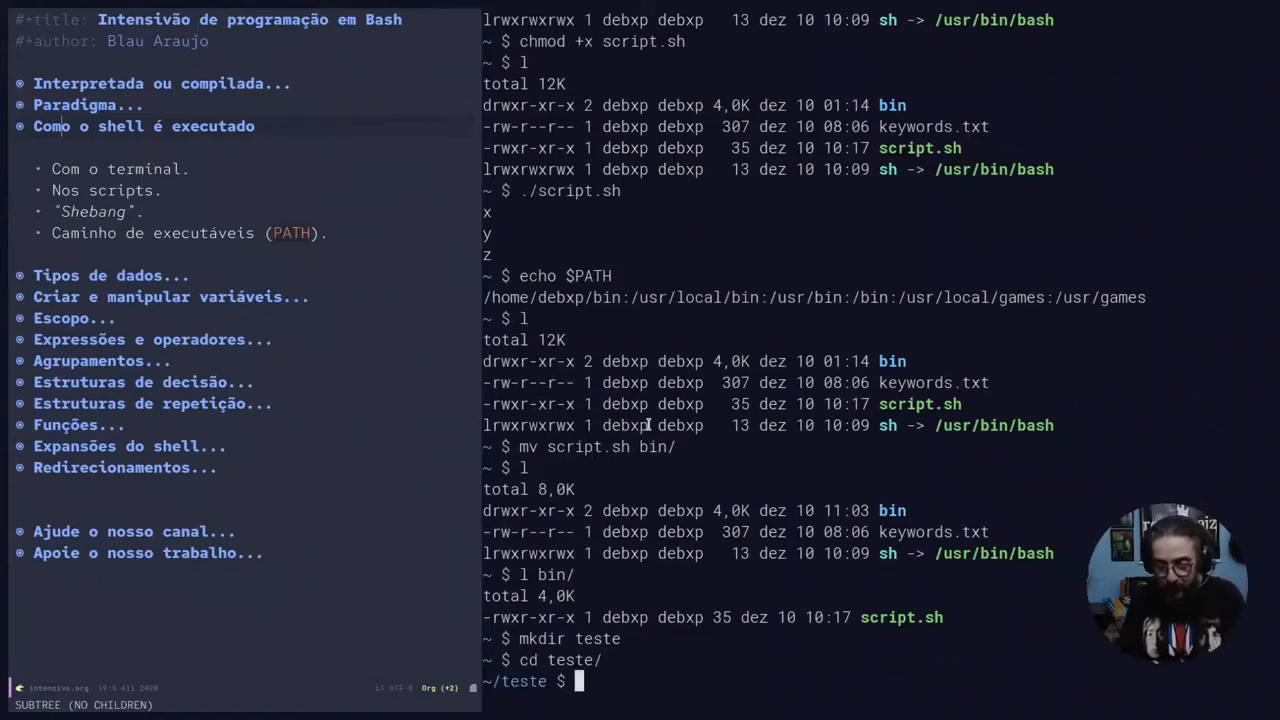 #+title: Intensivão de programação em Bash
#+author: Blau Araujo
Interpretada ou compilada...
Paradigma...
Como o shell é executado
• Com o terminal.
• Nos scripts.
• "Shebang".
• Caminho de executáveis (PATH).
Tipos de dados...
Criar e manipular variáveis...
Escopo...
Expressões e operadores...
Agrupamentos...
Estruturas de decisão...
Estruturas de repetição...
Funções...
Expansões do shell...
Redirecionamentos...
Ajude o nosso canal...
Apoie o nosso trabalho...
intensivo.org 19:5 All 2420
LF UTF-8 Org (+2)
SUBTREE (NO CHILDREN)
lrwxrwxrwx 1 debxp debxp 13 dez 10 10:09 sh -> /usr/bin/bash
~ $ chmod +x script.sh
~ $ l
total 12K
drwxr-xr-x 2 debxp debxp 4,0K dez 10 01:14 bin
-rw-r--r-- 1 debxp debxp 307 dez 10 08:06 keywords.txt
-rwxr-xr-x 1 debxp debxp 35 dez 10 10:17 script.sh
lrwxrwxrwx 1 debxp debxp 13 dez 10 10:09 sh -> /usr/bin/bash
~ $ ./script.sh
x
y
z
~ $ echo $PATH
/home/debxp/bin:/usr/local/bin:/usr/bin:/bin:/usr/local/games:/usr/games
~ $ l
total 12K
drwxr-xr-x 2 debxp debxp 4,0K dez 10 01:14 bin
-rw-r--r-- 1 debxp debxp 307 dez 10 08:06 keywords.txt
-rwxr-xr-x 1 debxp debxp 35 dez 10 10:17 script.sh
lrwxrwxrwx 1 debxp debxp 13 dez 10 10:09 sh -> /usr/bin/bash
~ $ mv script.sh bin/
~ $ l
total 8,0K
drwxr-xr-x 2 debxp debxp 4,0K dez 10 11:03 bin
-rw-r--r-- 1 debxp debxp 307 dez 10 08:06 keywords.txt
lrwxrwxrwx 1 debxp debxp 13 dez 10 10:09 sh -> /usr/bin/bash
~ $ l bin/
total 4,0K
-rwxr-xr-x 1 debxp debxp 35 dez 10 10:17 script.sh
~ $ mkdir teste
~ $ cd teste/
~/teste $